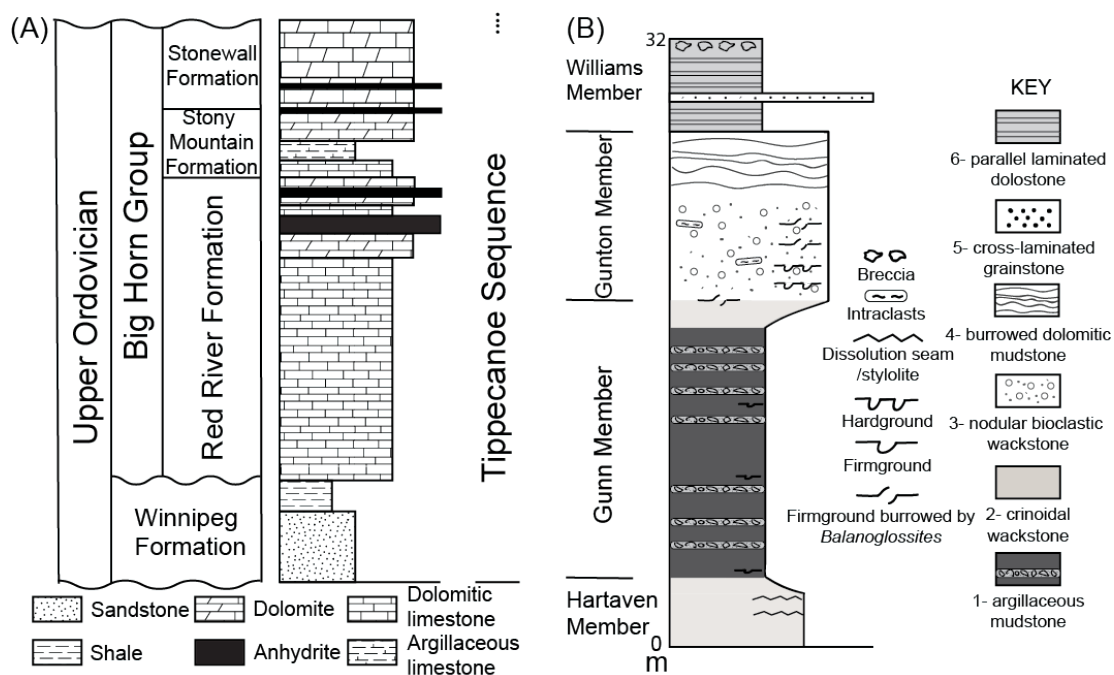 (A)
Upper Ordovician
Big Horn Group
Stonewall
Formation
Stony
Mountain
Formation
Red River Formation
Winnipeg
Formation
Tippecanoe Sequence
Sandstone
Dolomite
Dolomitic
limestone
Shale
Anhydrite
Argillaceous
limestone
(B)
32
Williams
Member
Gunton Member
Gunn Member
Hartaven
Member
0
m
Breccia
Intraclasts
Dissolution seam
/stylolite
Hardground
Firmground
Firmground burrowed by
Balanoglossites
KEY
6- parallel laminated
dolostone
5- cross-laminated
grainstone
4- burrowed dolomitic
mudstone
3- nodular bioclastic
wackstone
2- crinoidal
wackstone
1- argillaceous
mudstone